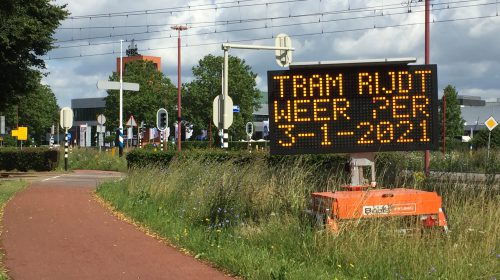 TRAM RIJDT
WEER PER
3-1-2021